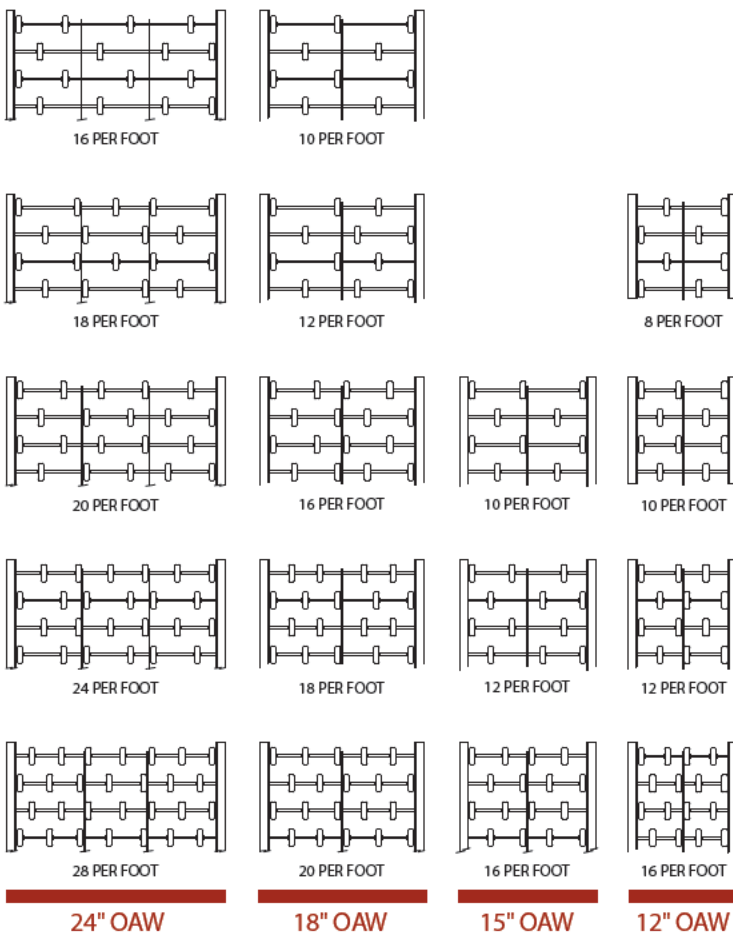 16 PER FOOT
10 PER FOOT
18 PER FOOT
12 PER FOOT
8 PER FOOT
20 PER FOOT
16 PER FOOT
10 PER FOOT
10 PER FOOT
24 PER FOOT
18 PER FOOT
12 PER FOOT
12 PER FOOT
28 PER FOOT
20 PER FOOT
16 PER FOOT
16 PER FOOT
24" OAW
18" OAW
15" OAW
12" OAW